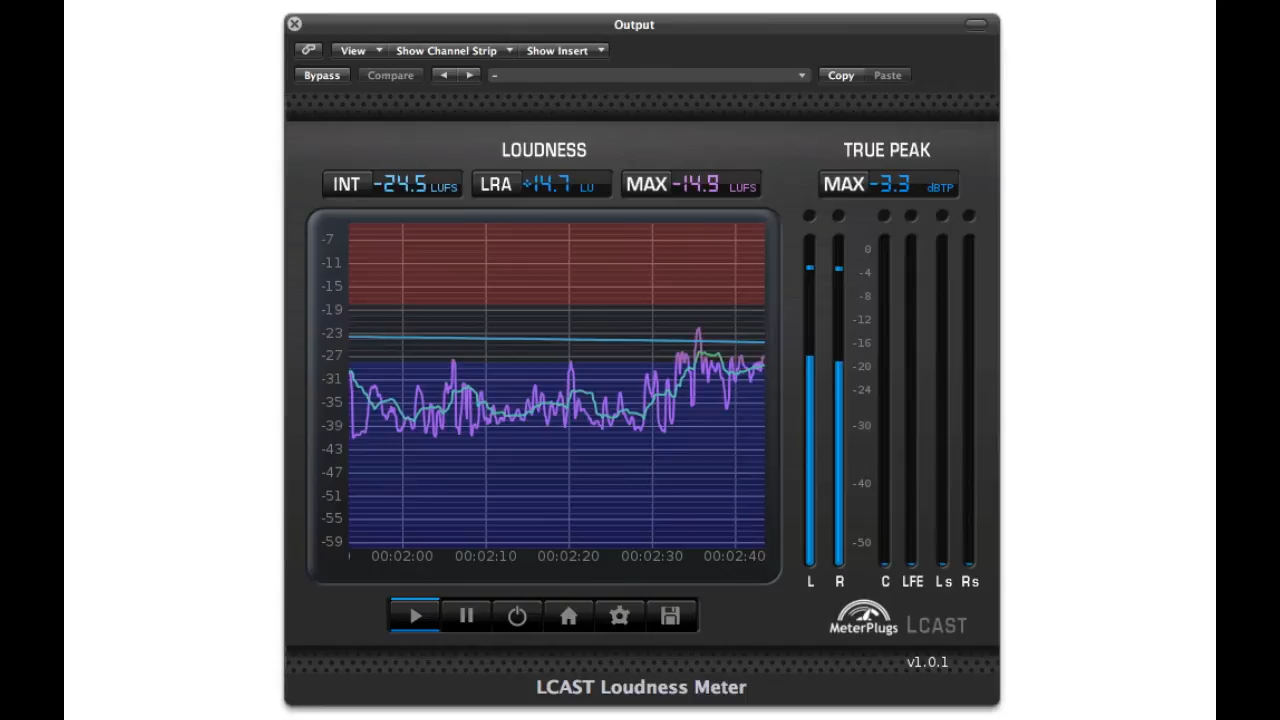 Output
View Show Channel Strip Show Insert
Bypass Compare - Copy Paste
LOUDNESS TRUE PEAK
INT -24.5 LUFS LRA +14.7 LU MAX -14.9 LUFS MAX -3.3 dBTP
-7
-11
-15
-19
-23
-27
-31
-35
-39
-43
-47
-51
-55
-59
00:02:00 00:02:10 00:02:20 00:02:30 00:02:40
0
-4
-8
-12
-16
-20
-24
-30
-40
-50
L R C LFE Ls Rs
MeterPlugs LCAST
v1.0.1
LCAST Loudness Meter